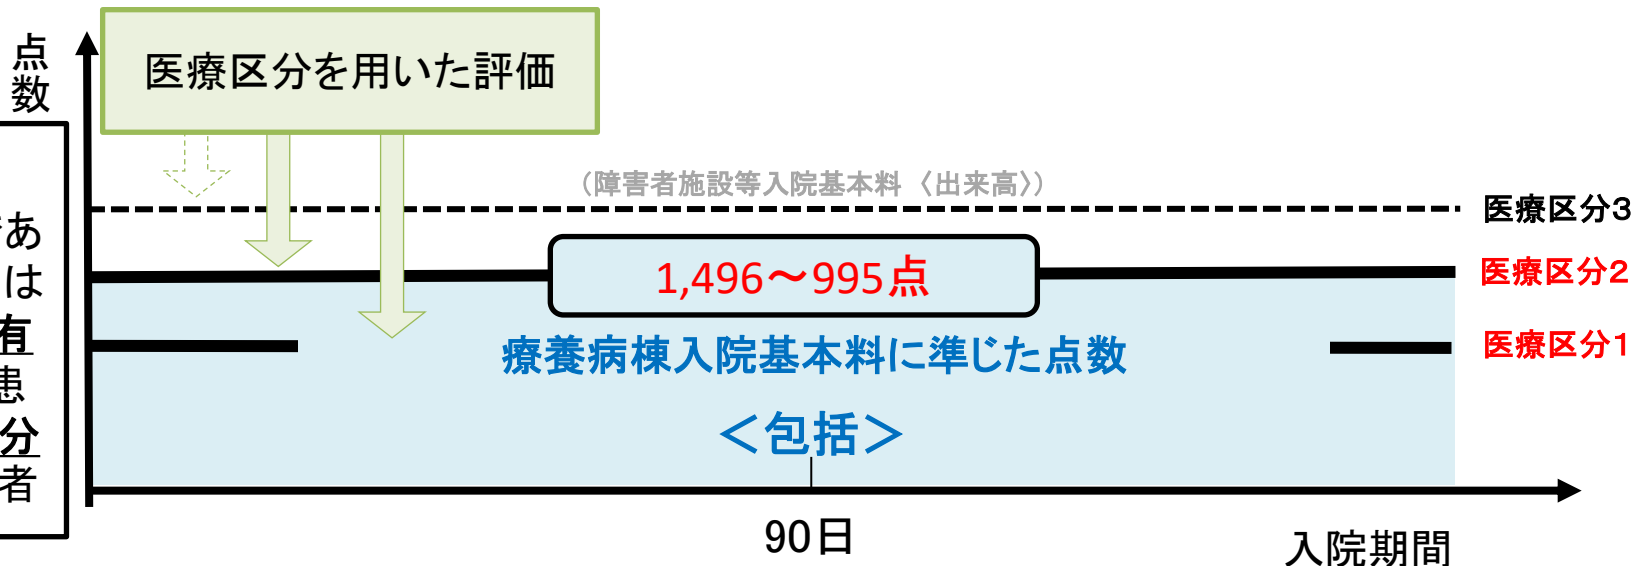 点数
医療区分を用いた評価
あ
は
有
患
分
者
（障害者施設等入院基本料〈出来高〉）
医療区分３
1,496～995点
医療区分２
療養病棟入院基本料に準じた点数
医療区分１
＜包括＞
90日
入院期間